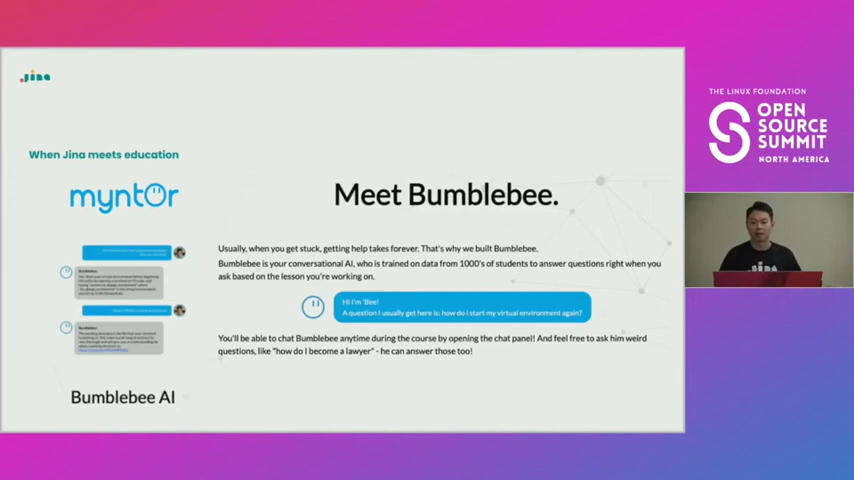 Jina
When Jina meets education
myntor
Bumblebee AI
Meet Bumblebee.
Usually, when you get stuck, getting help takes forever. That's why we built Bumblebee.
Bumblebee is your conversational AI, who is trained on data from 1000's of students to answer questions right when you
ask based on the lesson you're working on.
Hi I'm 'Bee!
A question I usually get here is: how do I start my virtual environment again?
You'll be able to chat Bumblebee anytime during the course by opening the chat panel! And feel free to ask him weird
questions, like "how do I become a lawyer" - he can answer those too!
THE LINUX FOUNDATION
OPEN
SOURCE
SUMMIT
NORTH AMERICA
JINA